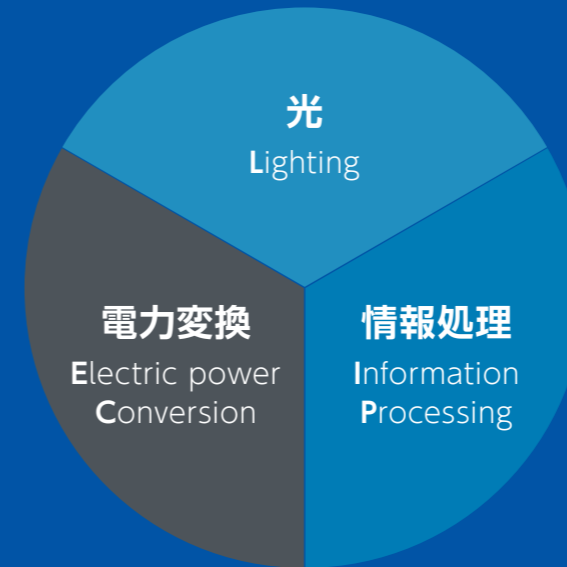 光
Lighting
電力変換
Electric power
Conversion
情報処理
Information
Processing